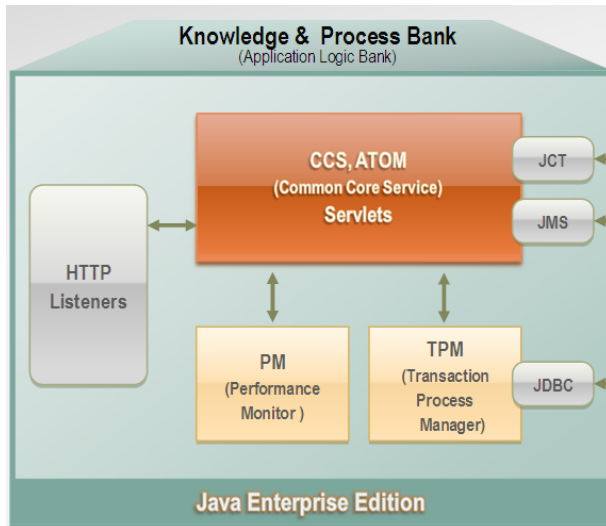 Knowledge & Process Bank
(Application Logic Bank)
CCS, ATOM
(Common Core Service)
Servlets
JCT
JMS
HTTP
Listeners
PM
(Performance
Monitor )
TPM
(Transaction
Process
Manager)
JDBC
Java Enterprise Edition